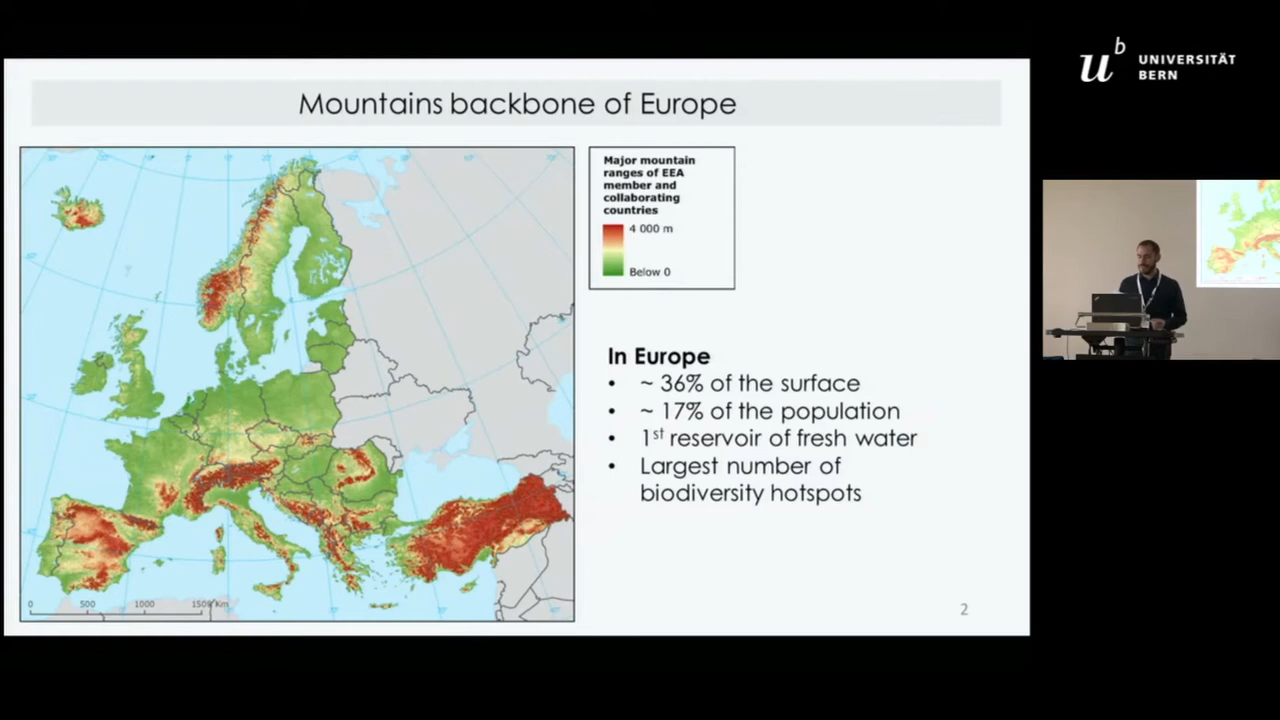 u^b UNIVERSITÄT
BERN
Mountains backbone of Europe
Major mountain
ranges of EEA
member and
collaborating
countries
4 000 m
Below 0
In Europe
• ~ 36% of the surface
• ~ 17% of the population
• 1st reservoir of fresh water
• Largest number of
biodiversity hotspots
0 500 1000 1500 Km
2